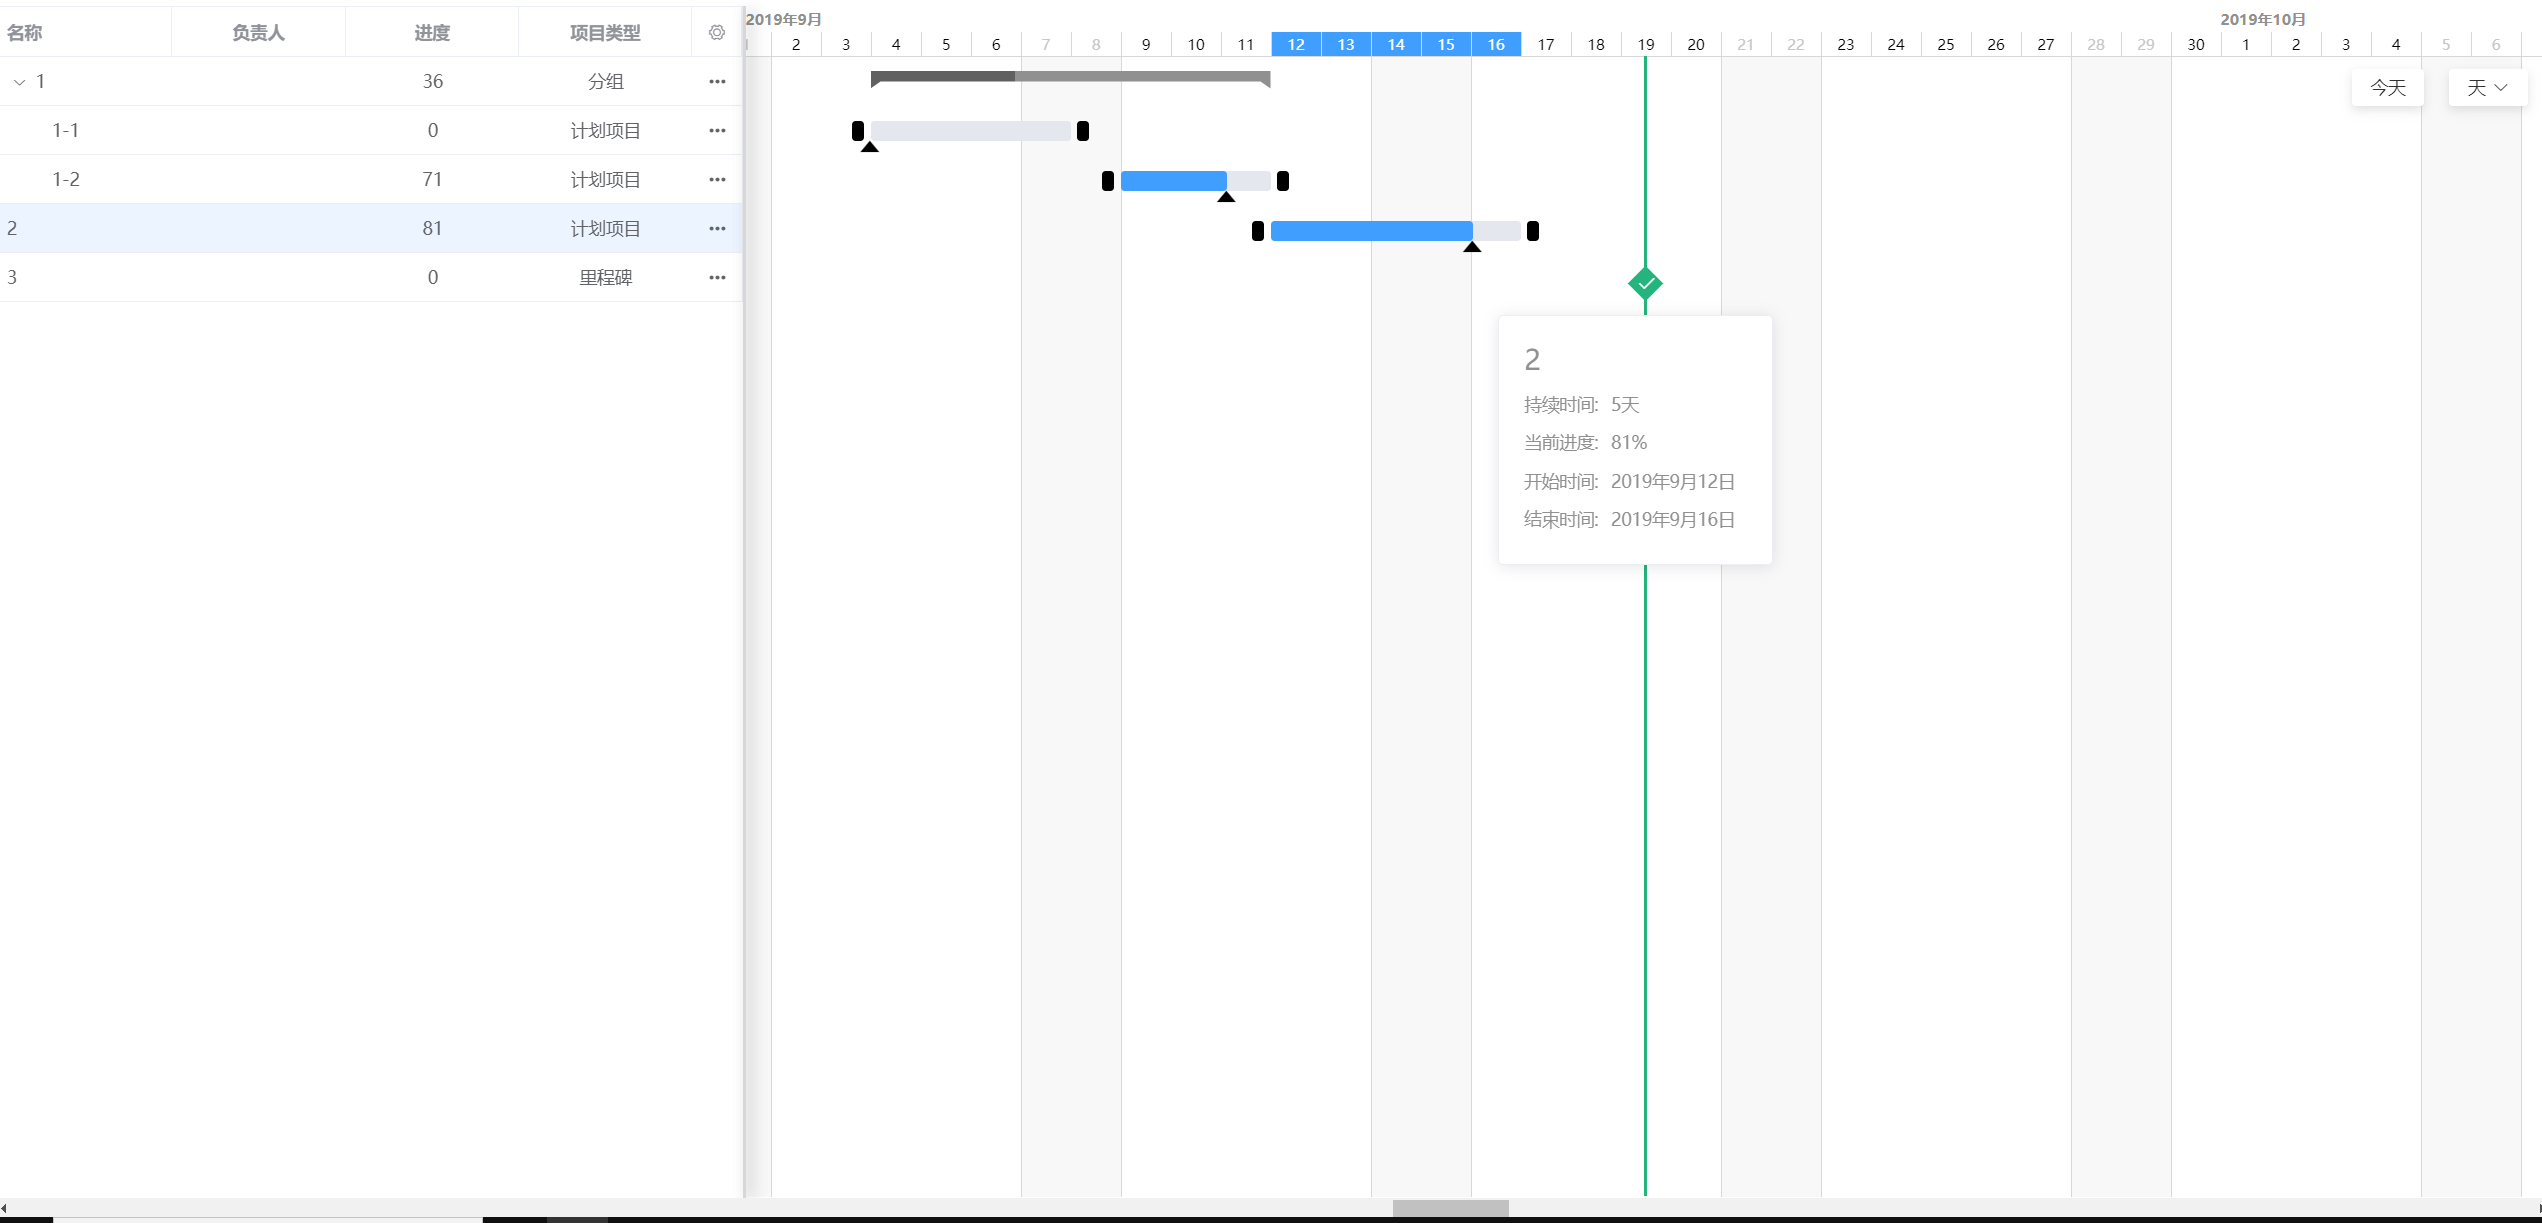 名称 负责人 进度 项目类型
1 36 分组 •••
1-1 0 计划项目 •••
1-2 71 计划项目 •••
2 81 计划项目 •••
3 0 里程碑 •••
2019年9月 2019年10月
2 3 4 5 6 7 8 9 10 11 12 13 14 15 16 17 18 19 20 21 22 23 24 25 26 27 28 29 30 1 2 3 4 5 6
今天 天
2
持续时间: 5天
当前进度: 81%
开始时间: 2019年9月12日
结束时间: 2019年9月16日